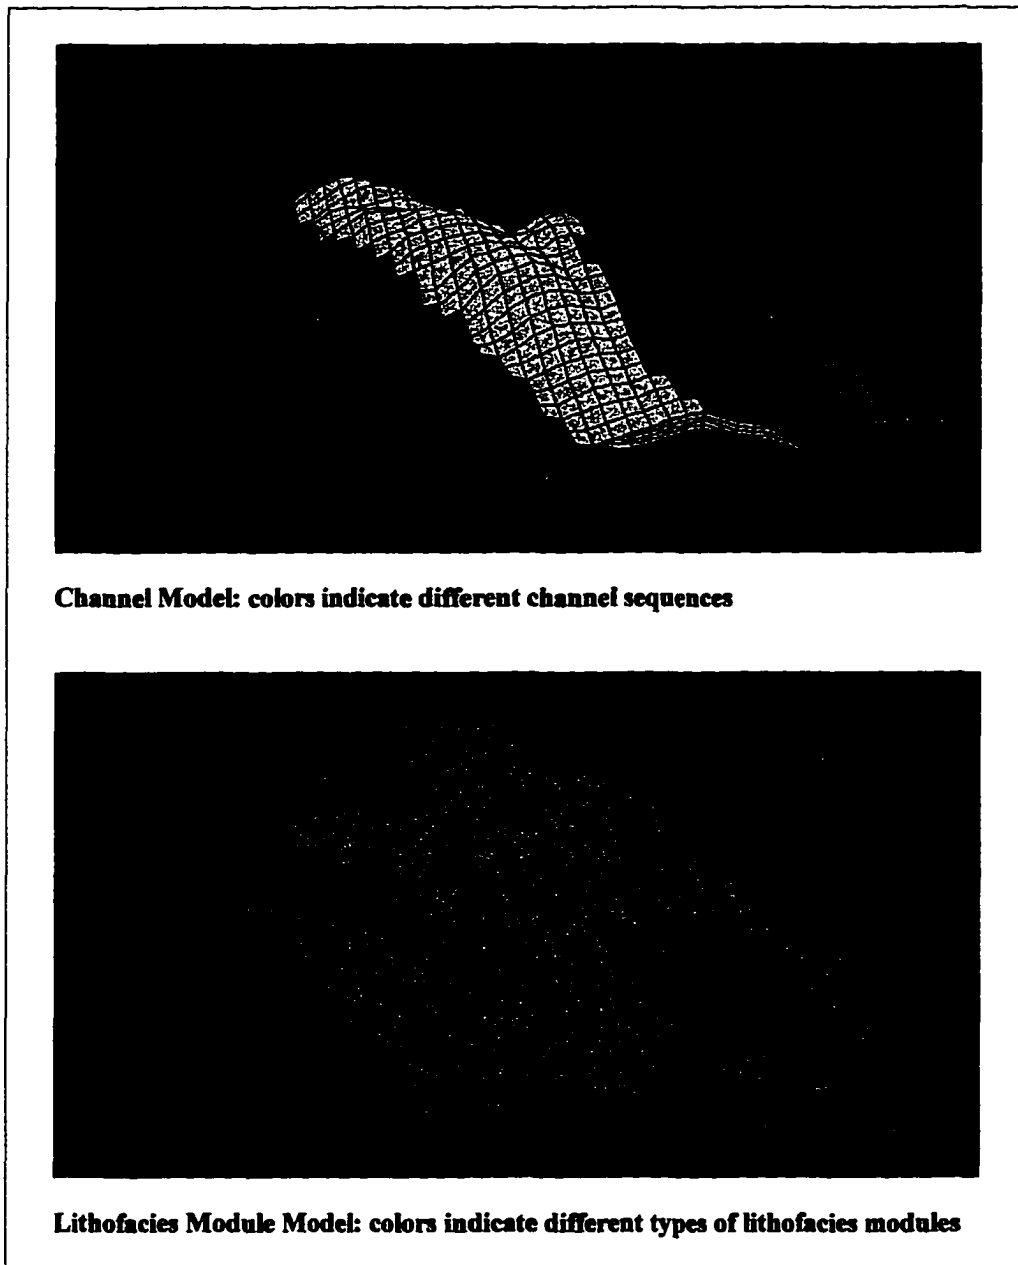 Channel Model: colors indicate different channel sequences
Lithofacies Module Model: colors indicate different types of lithofacies modules